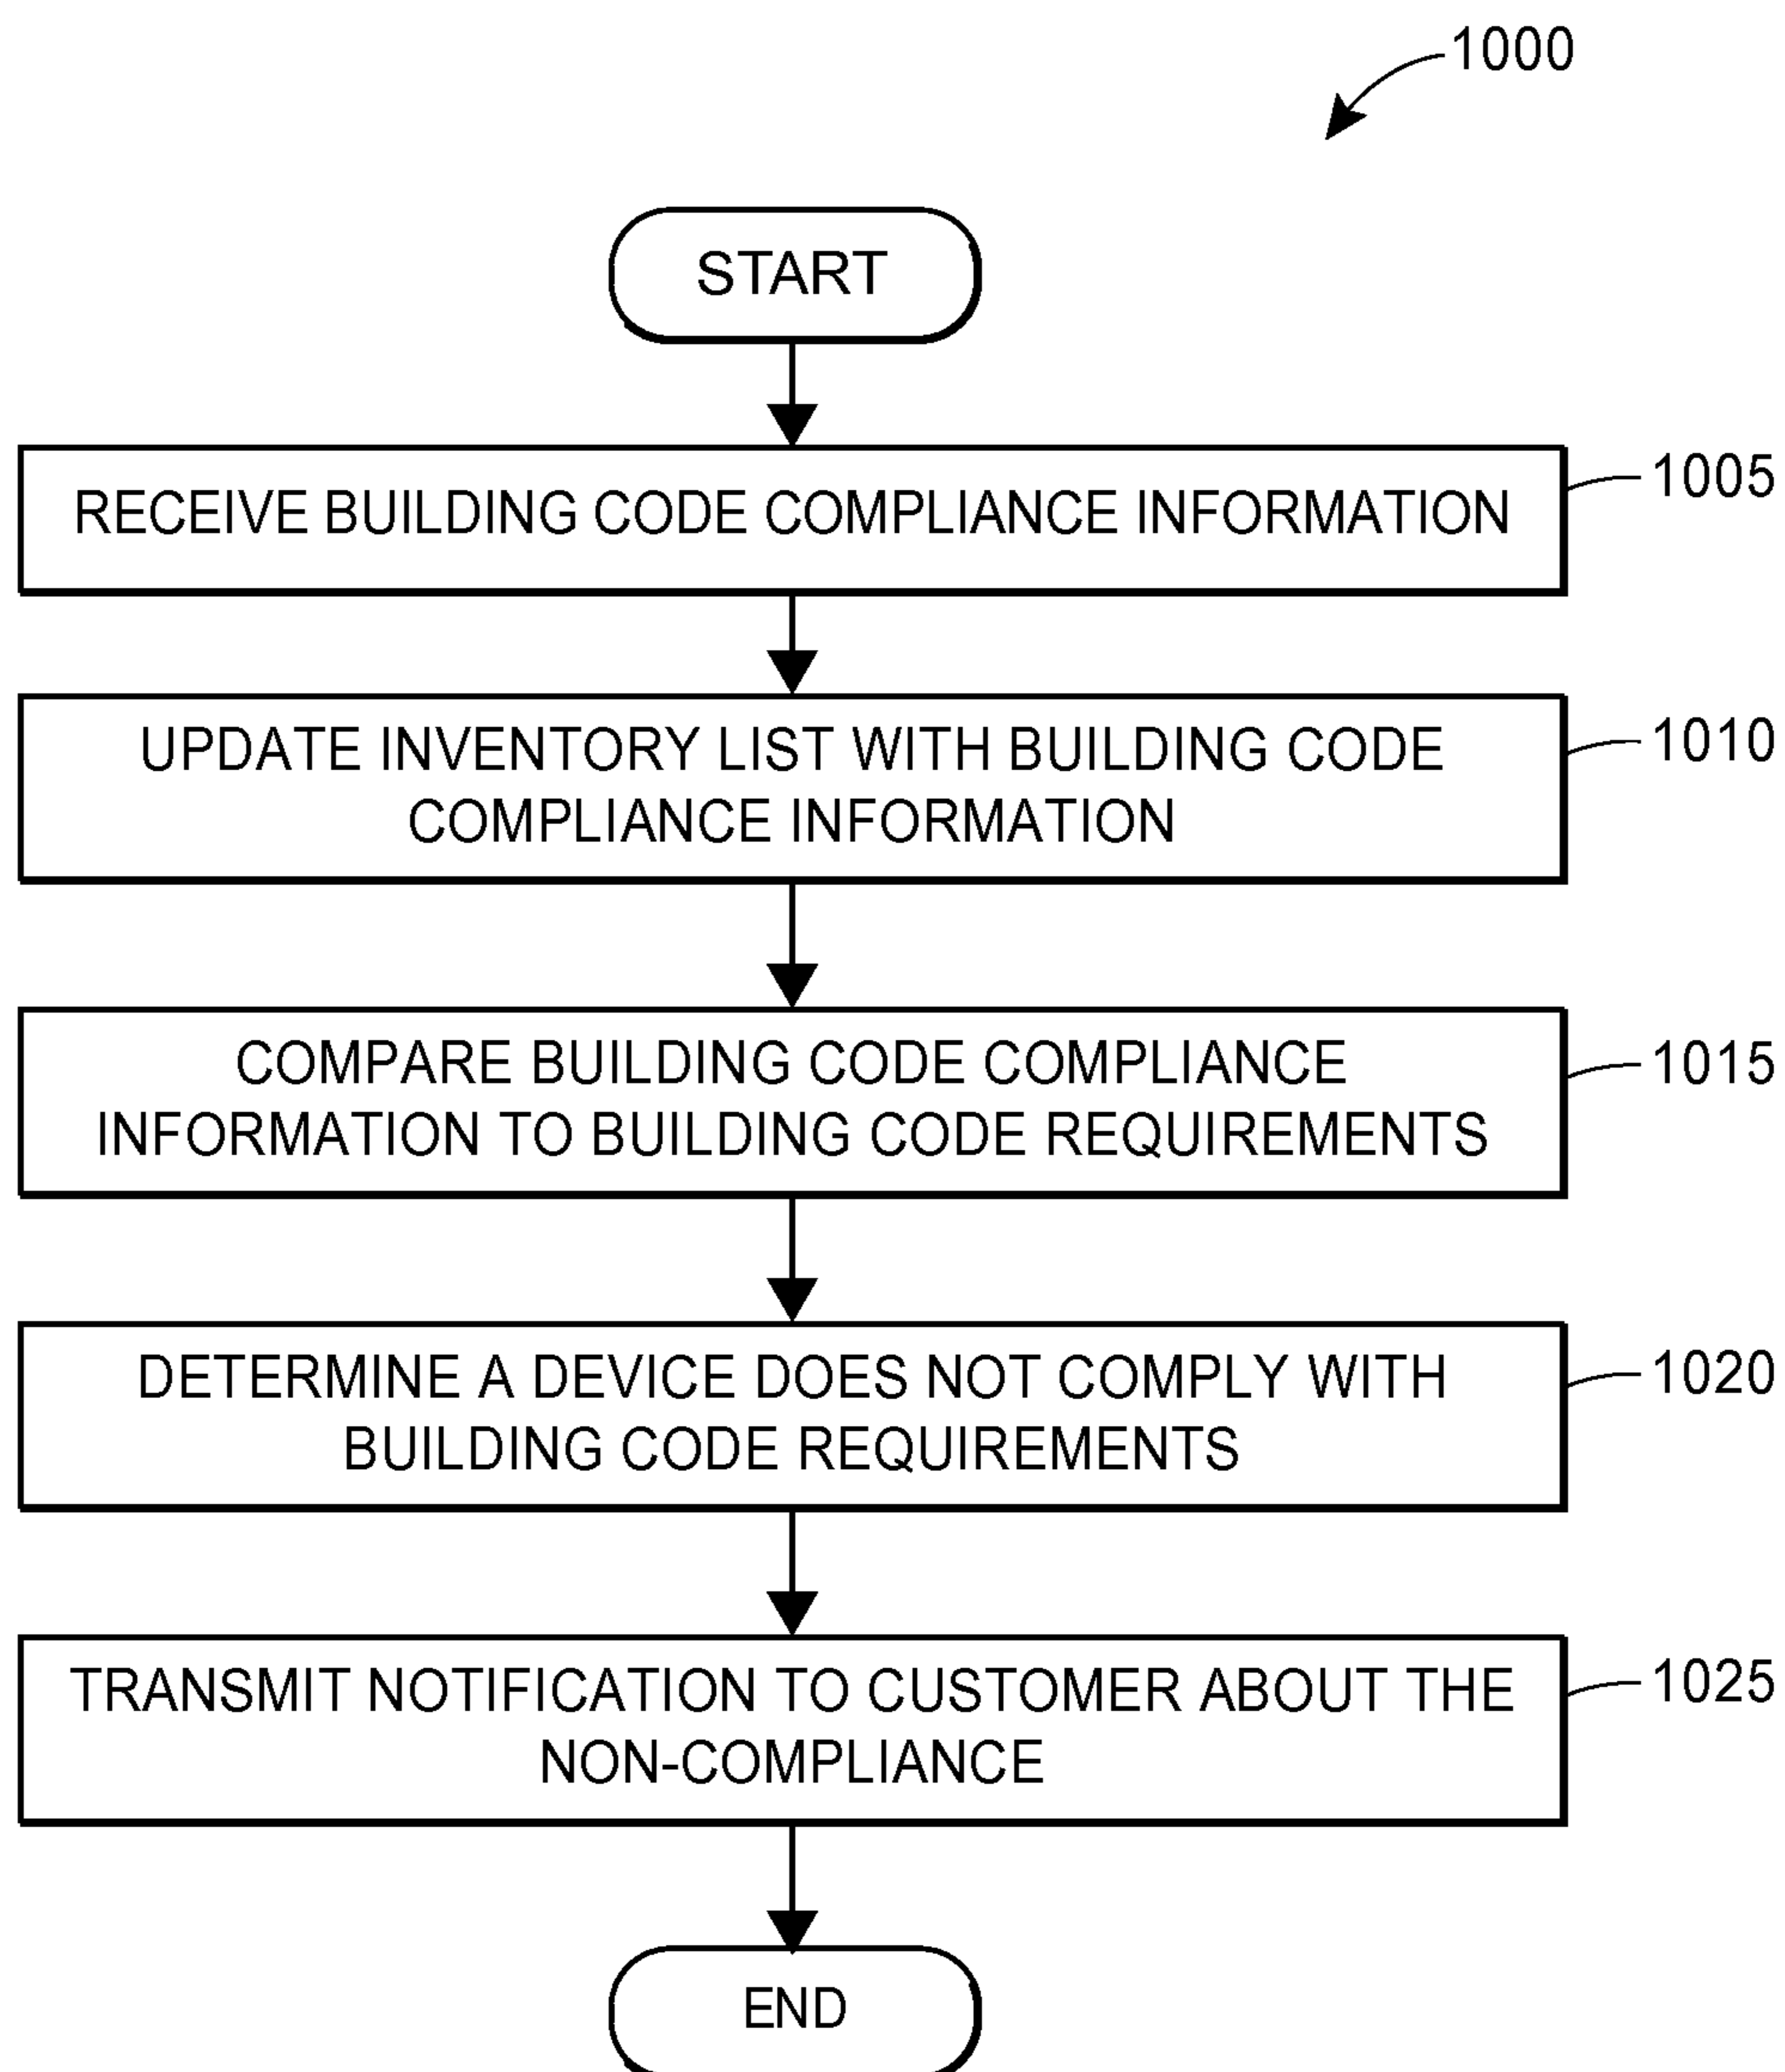 1000
START
RECEIVE BUILDING CODE COMPLIANCE INFORMATION
1005
UPDATE INVENTORY LIST WITH BUILDING CODE
COMPLIANCE INFORMATION
1010
COMPARE BUILDING CODE COMPLIANCE
INFORMATION TO BUILDING CODE REQUIREMENTS
1015
DETERMINE A DEVICE DOES NOT COMPLY WITH
BUILDING CODE REQUIREMENTS
1020
TRANSMIT NOTIFICATION TO CUSTOMER ABOUT THE
NON-COMPLIANCE
1025
END